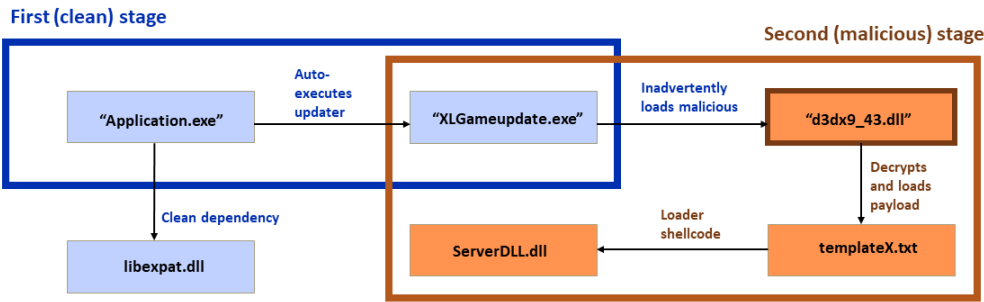 First (clean) stage
Second (malicious) stage
Auto-
executes
updater
Inadvertently
loads malicious
“Application.exe”
“XLGameupdate.exe”
“d3dx9_43.dll”
Decrypts
and loads
payload
Clean dependency
Loader
shellcode
libexpat.dll
ServerDLL.dll
templateX.txt